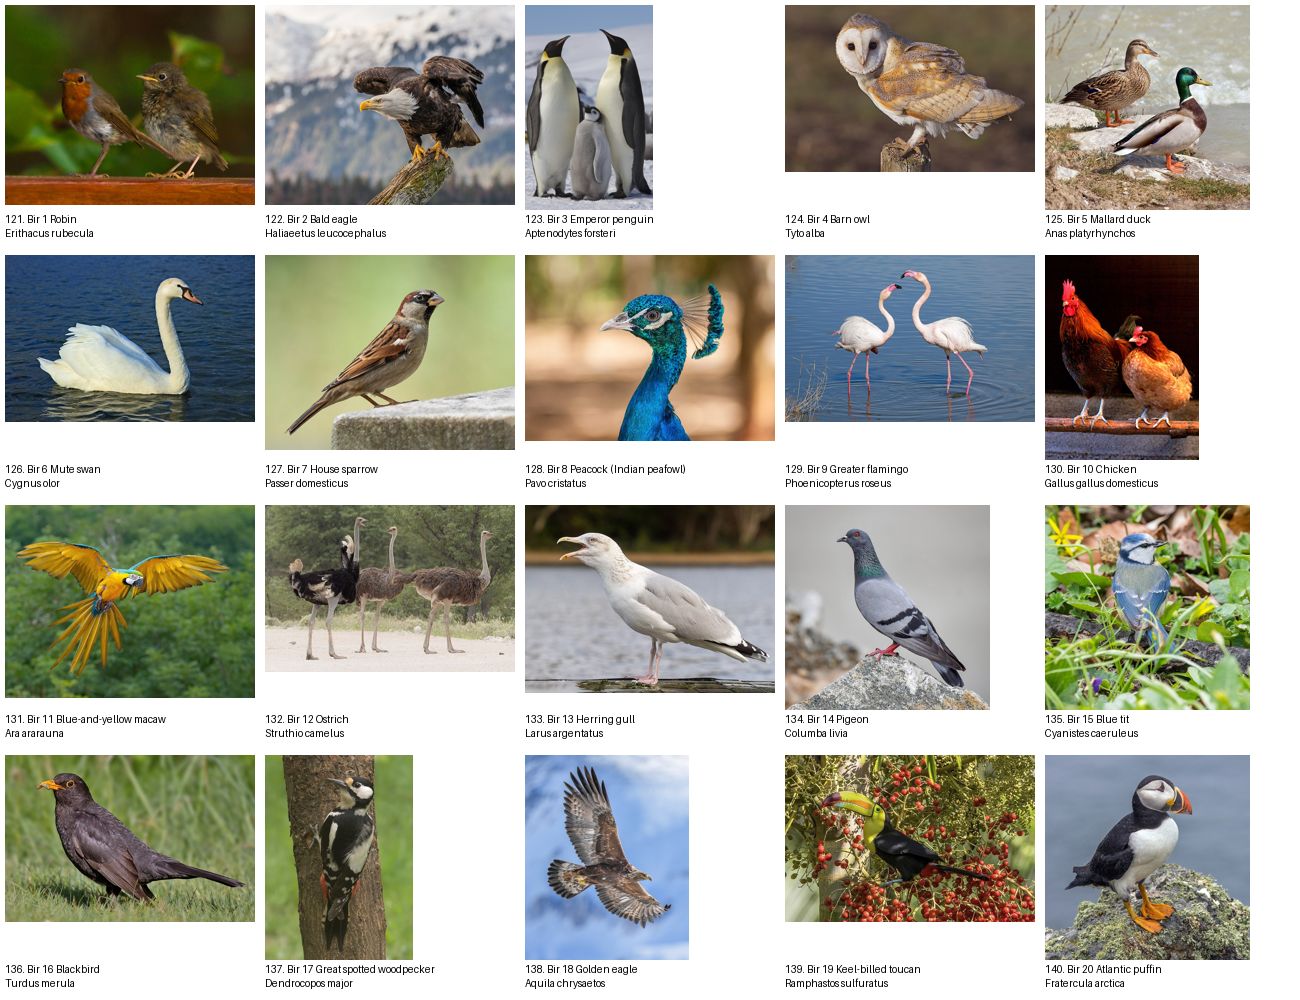 121. Bir 1 Robin
Erithacus rubecula
122. Bir 2 Bald eagle
Haliaeetus leucocephalus
123. Bir 3 Emperor penguin
Aptenodytes forsteri
124. Bir 4 Barn owl
Tyto alba
125. Bir 5 Mallard duck
Anas platyrhynchos
126. Bir 6 Mute swan
Cygnus olor
127. Bir 7 House sparrow
Passer domesticus
128. Bir 8 Peacock (Indian peafowl)
Pavo cristatus
129. Bir 9 Greater flamingo
Phoenicopterus roseus
130. Bir 10 Chicken
Gallus gallus domesticus
131. Bir 11 Blue-and-yellow macaw
Ara ararauna
132. Bir 12 Ostrich
Struthio camelus
133. Bir 13 Herring gull
Larus argentatus
134. Bir 14 Pigeon
Columba livia
135. Bir 15 Blue tit
Cyanistes caeruleus
136. Bir 16 Blackbird
Turdus merula
137. Bir 17 Great spotted woodpecker
Dendrocopos major
138. Bir 18 Golden eagle
Aquila chrysaetos
139. Bir 19 Keel-billed toucan
Ramphastos sulfuratus
140. Bir 20 Atlantic puffin
Fratercula arctica